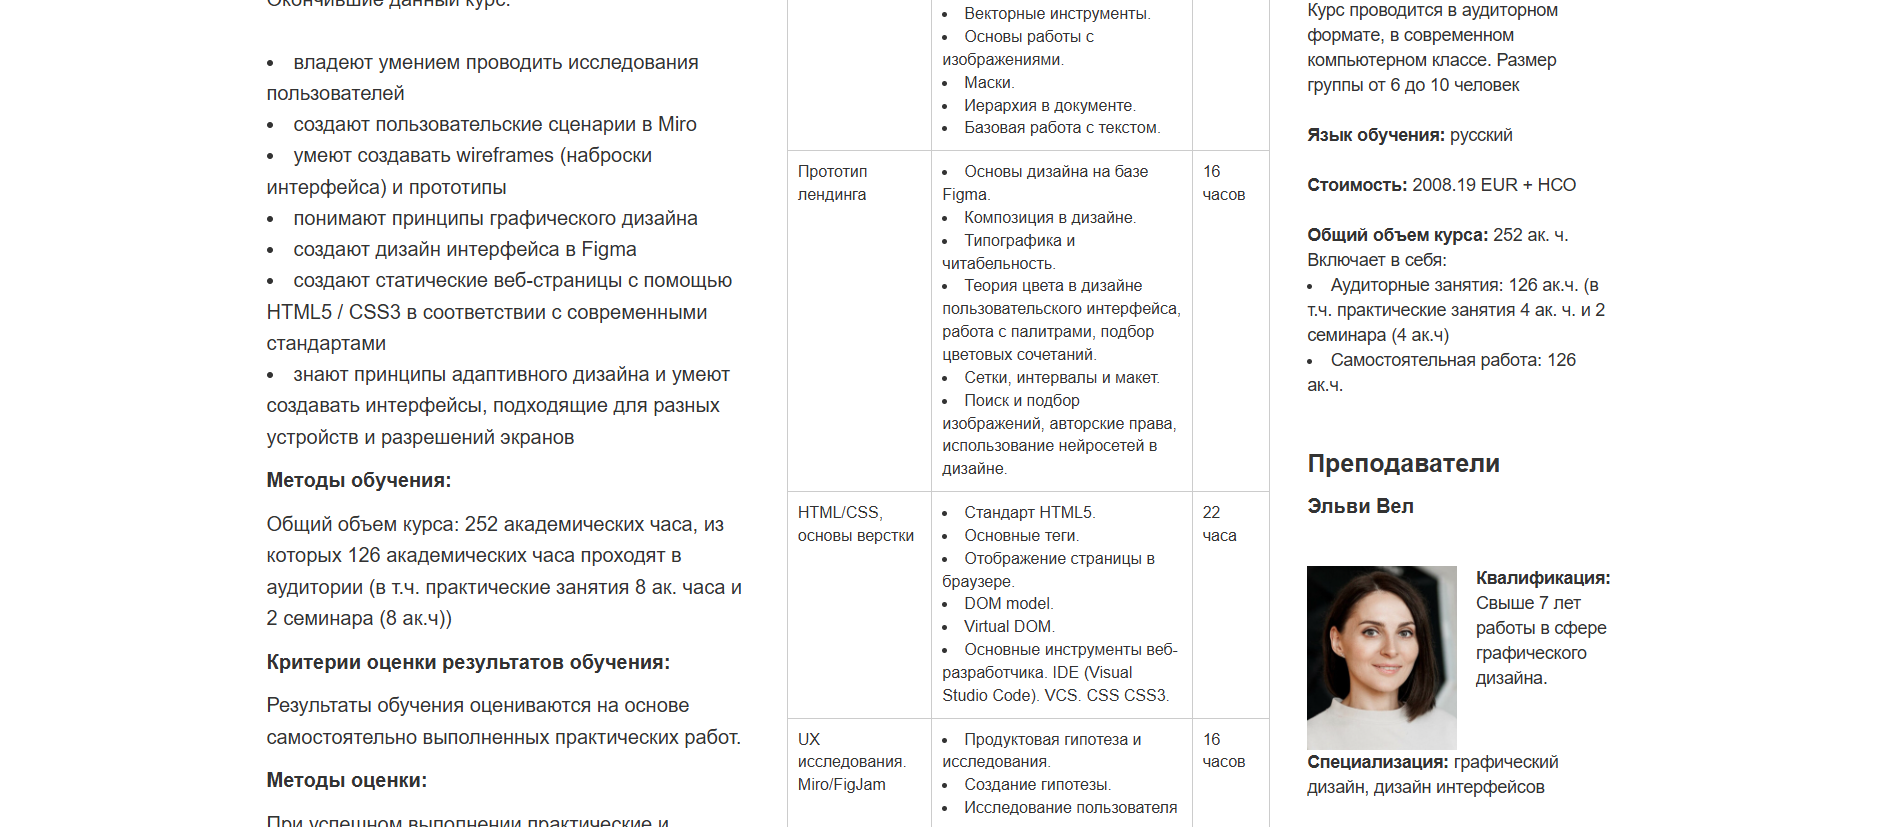 Окончившие данный курс:
• владеют умением проводить исследования
пользователей
• создают пользовательские сценарии в Miro
• умеют создавать wireframes (наброски
интерфейса) и прототипы
• понимают принципы графического дизайна
• создают дизайн интерфейса в Figma
• создают статические веб-страницы с помощью
HTML5 / CSS3 в соответствии с современными
стандартами
• знают принципы адаптивного дизайна и умеют
создавать интерфейсы, подходящие для разных
устройств и разрешений экранов
Методы обучения:
Общий объем курса: 252 академических часа, из
которых 126 академических часа проходят в
аудитории (в т.ч. практические занятия 8 ак. часа и
2 семинара (8 ак.ч))
Критерии оценки результатов обучения:
Результаты обучения оцениваются на основе
самостоятельно выполненных практических работ.
Методы оценки:
При успешном выполнении практические и
• Векторные инструменты.
• Основы работы с
изображениями.
• Маски.
• Иерархия в документе.
• Базовая работа с текстом.
Прототип
лендинга
• Основы дизайна на базе
Figma.
• Композиция в дизайне.
• Типографика и
читабельность.
• Теория цвета в дизайне
пользовательского интерфейса,
работа с палитрами, подбор
цветовых сочетаний.
• Сетки, интервалы и макет.
• Поиск и подбор
изображений, авторские права,
использование нейросетей в
дизайне.
16
часов
HTML/CSS,
основы верстки
• Стандарт HTML5.
• Основные теги.
• Отображение страницы в
браузере.
• DOM model.
• Virtual DOM.
• Основные инструменты веб-
разработчика. IDE (Visual
Studio Code). VCS. CSS CSS3.
22
часа
UX
исследования.
Miro/FigJam
• Продуктовая гипотеза и
исследования.
• Создание гипотезы.
• Исследование пользователя
16
часов
Курс проводится в аудиторном
формате, в современном
компьютерном классе. Размер
группы от 6 до 10 человек
Язык обучения: русский
Стоимость: 2008.19 EUR + НСО
Общий объем курса: 252 ак. ч.
Включает в себя:
• Аудиторные занятия: 126 ак.ч. (в
т.ч. практические занятия 4 ак. ч. и 2
семинара (4 ак.ч)
• Самостоятельная работа: 126
ак.ч.
Преподаватели
Эльви Вел
Квалификация:
Свыше 7 лет
работы в сфере
графического
дизайна.
Специализация: графический
дизайн, дизайн интерфейсов